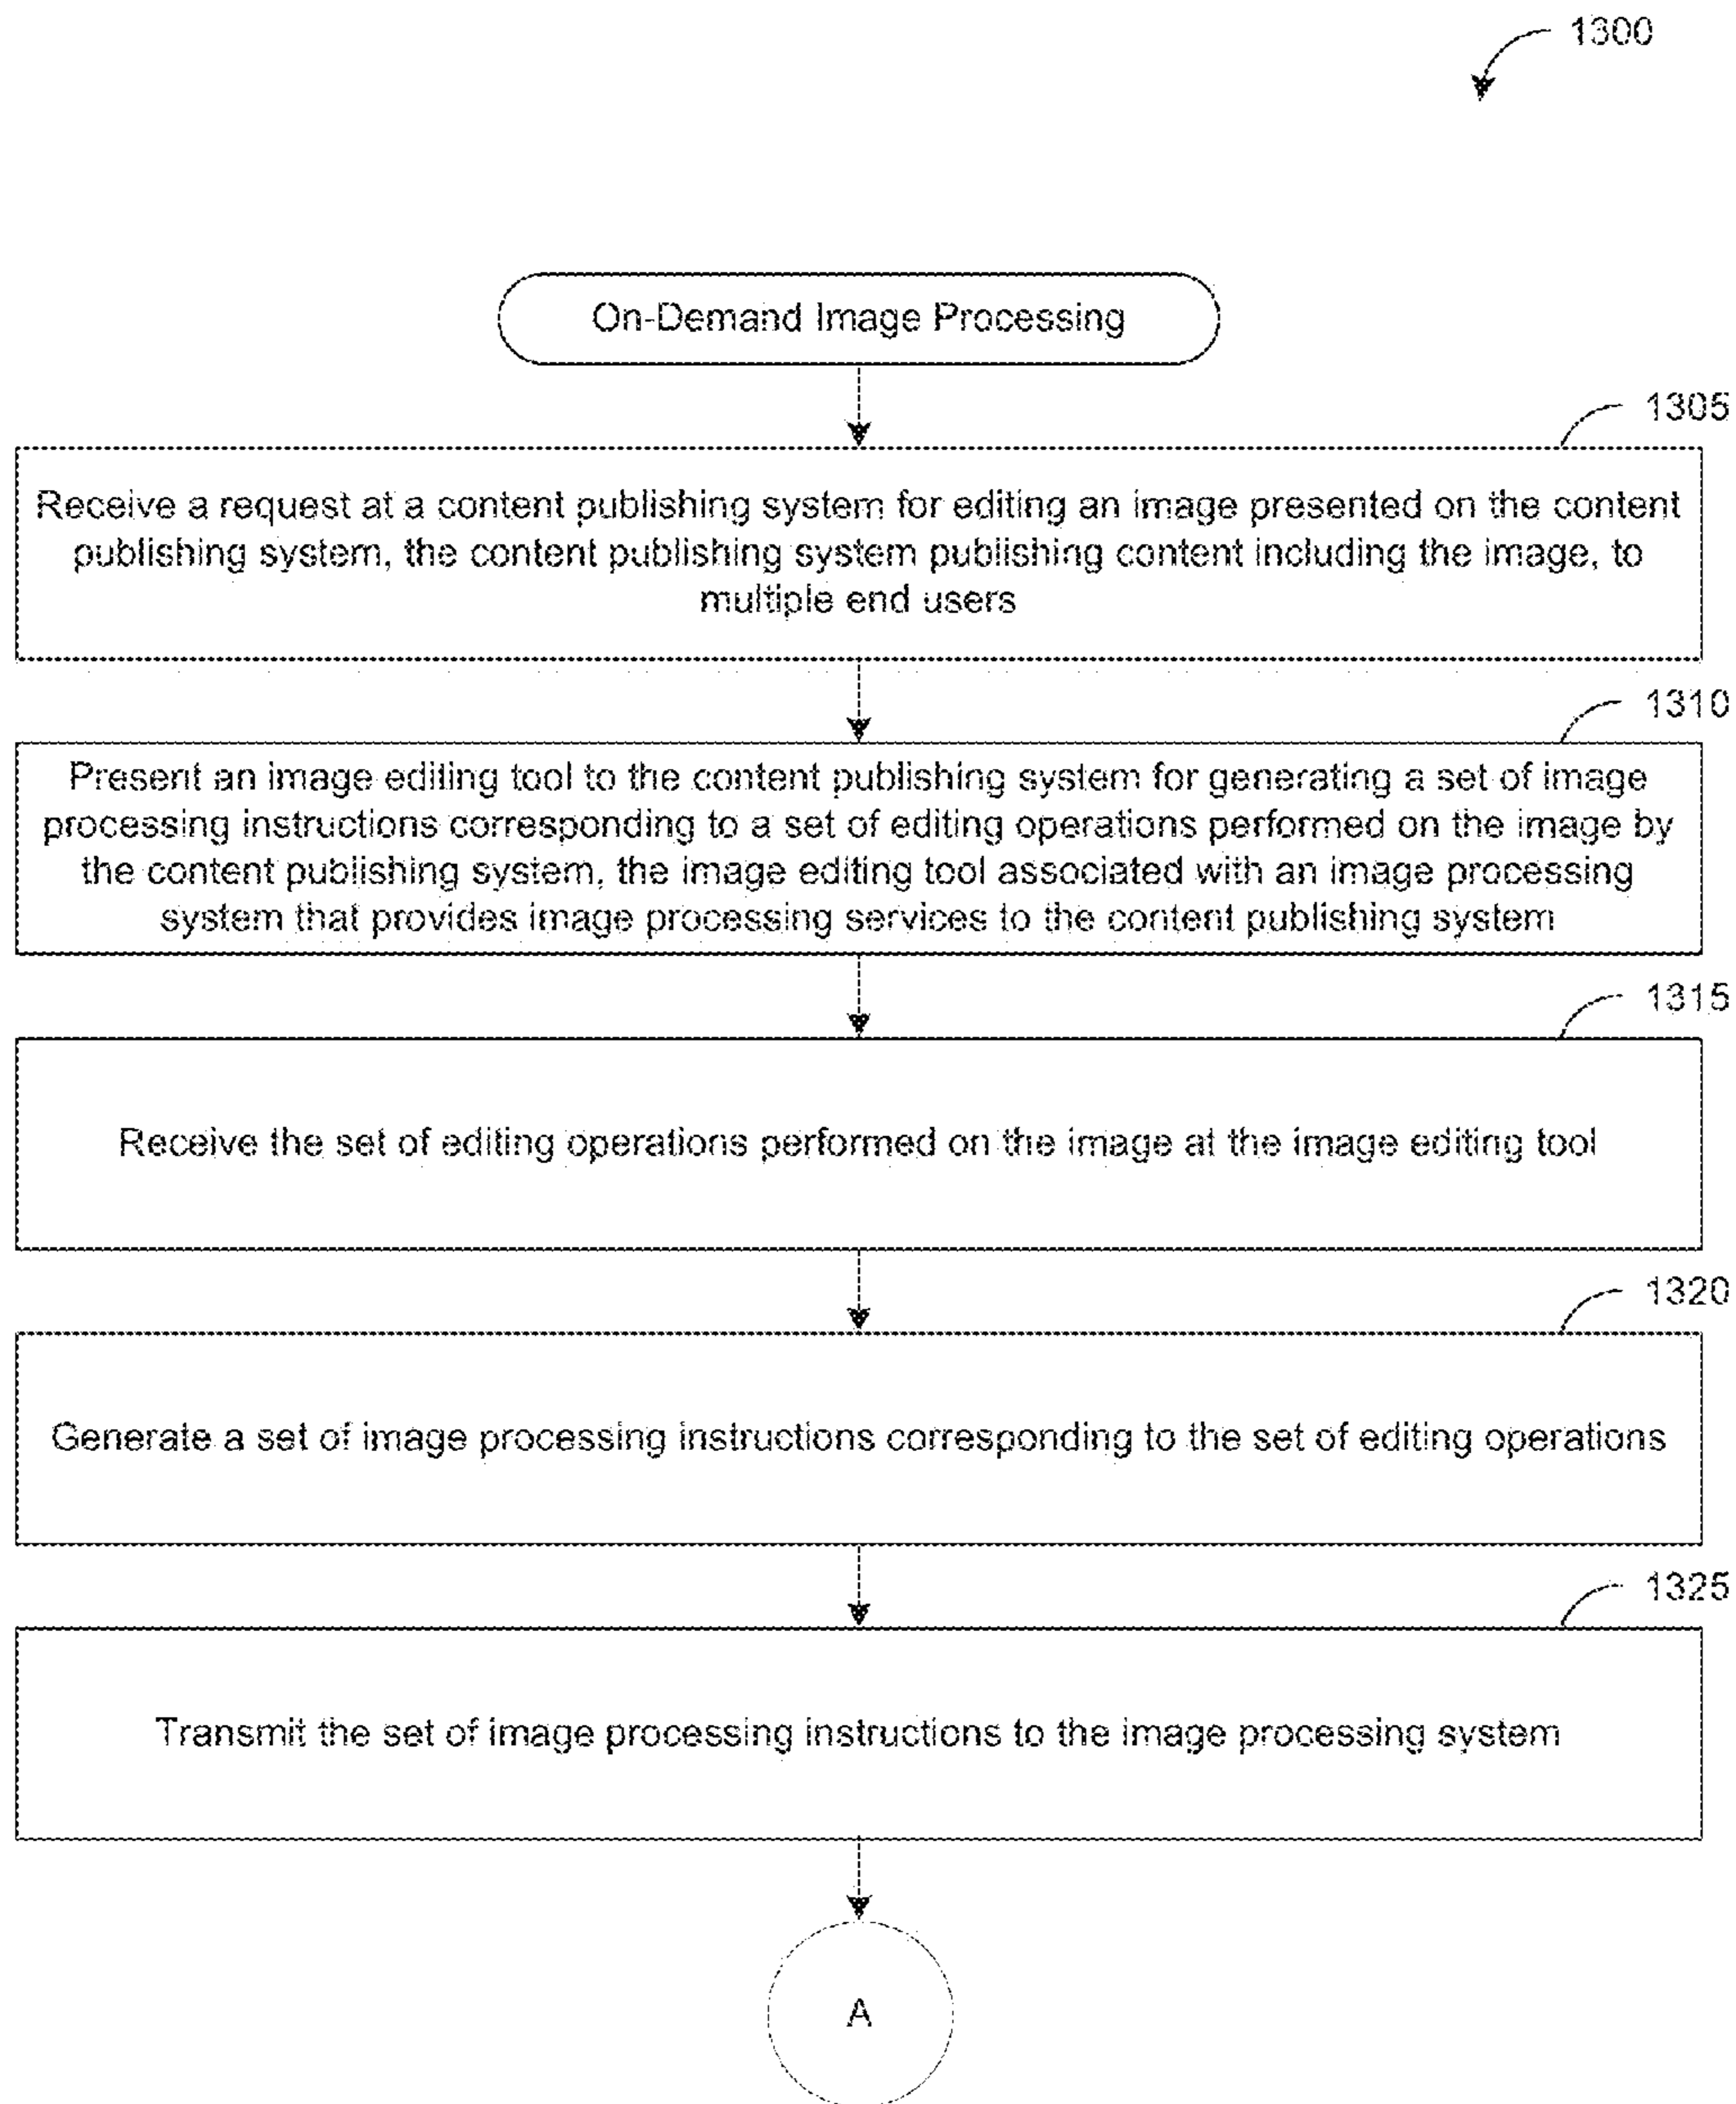 1300
On-Demand Image Processing
1305
Receive a request at a content publishing system for editing an image presented on the content
publishing system, the content publishing system publishing content including the image, to
multiple end users
1310
Present an image editing tool to the content publishing system for generating a set of image
processing instructions corresponding to a set of editing operations performed on the image by
the content publishing system, the image editing tool associated with an image processing
system that provides image processing services to the content publishing system
1315
Receive the set of editing operations performed on the image at the image editing tool
1320
Generate a set of image processing instructions corresponding to the set of editing operations
1325
Transmit the set of image processing instructions to the image processing system
A